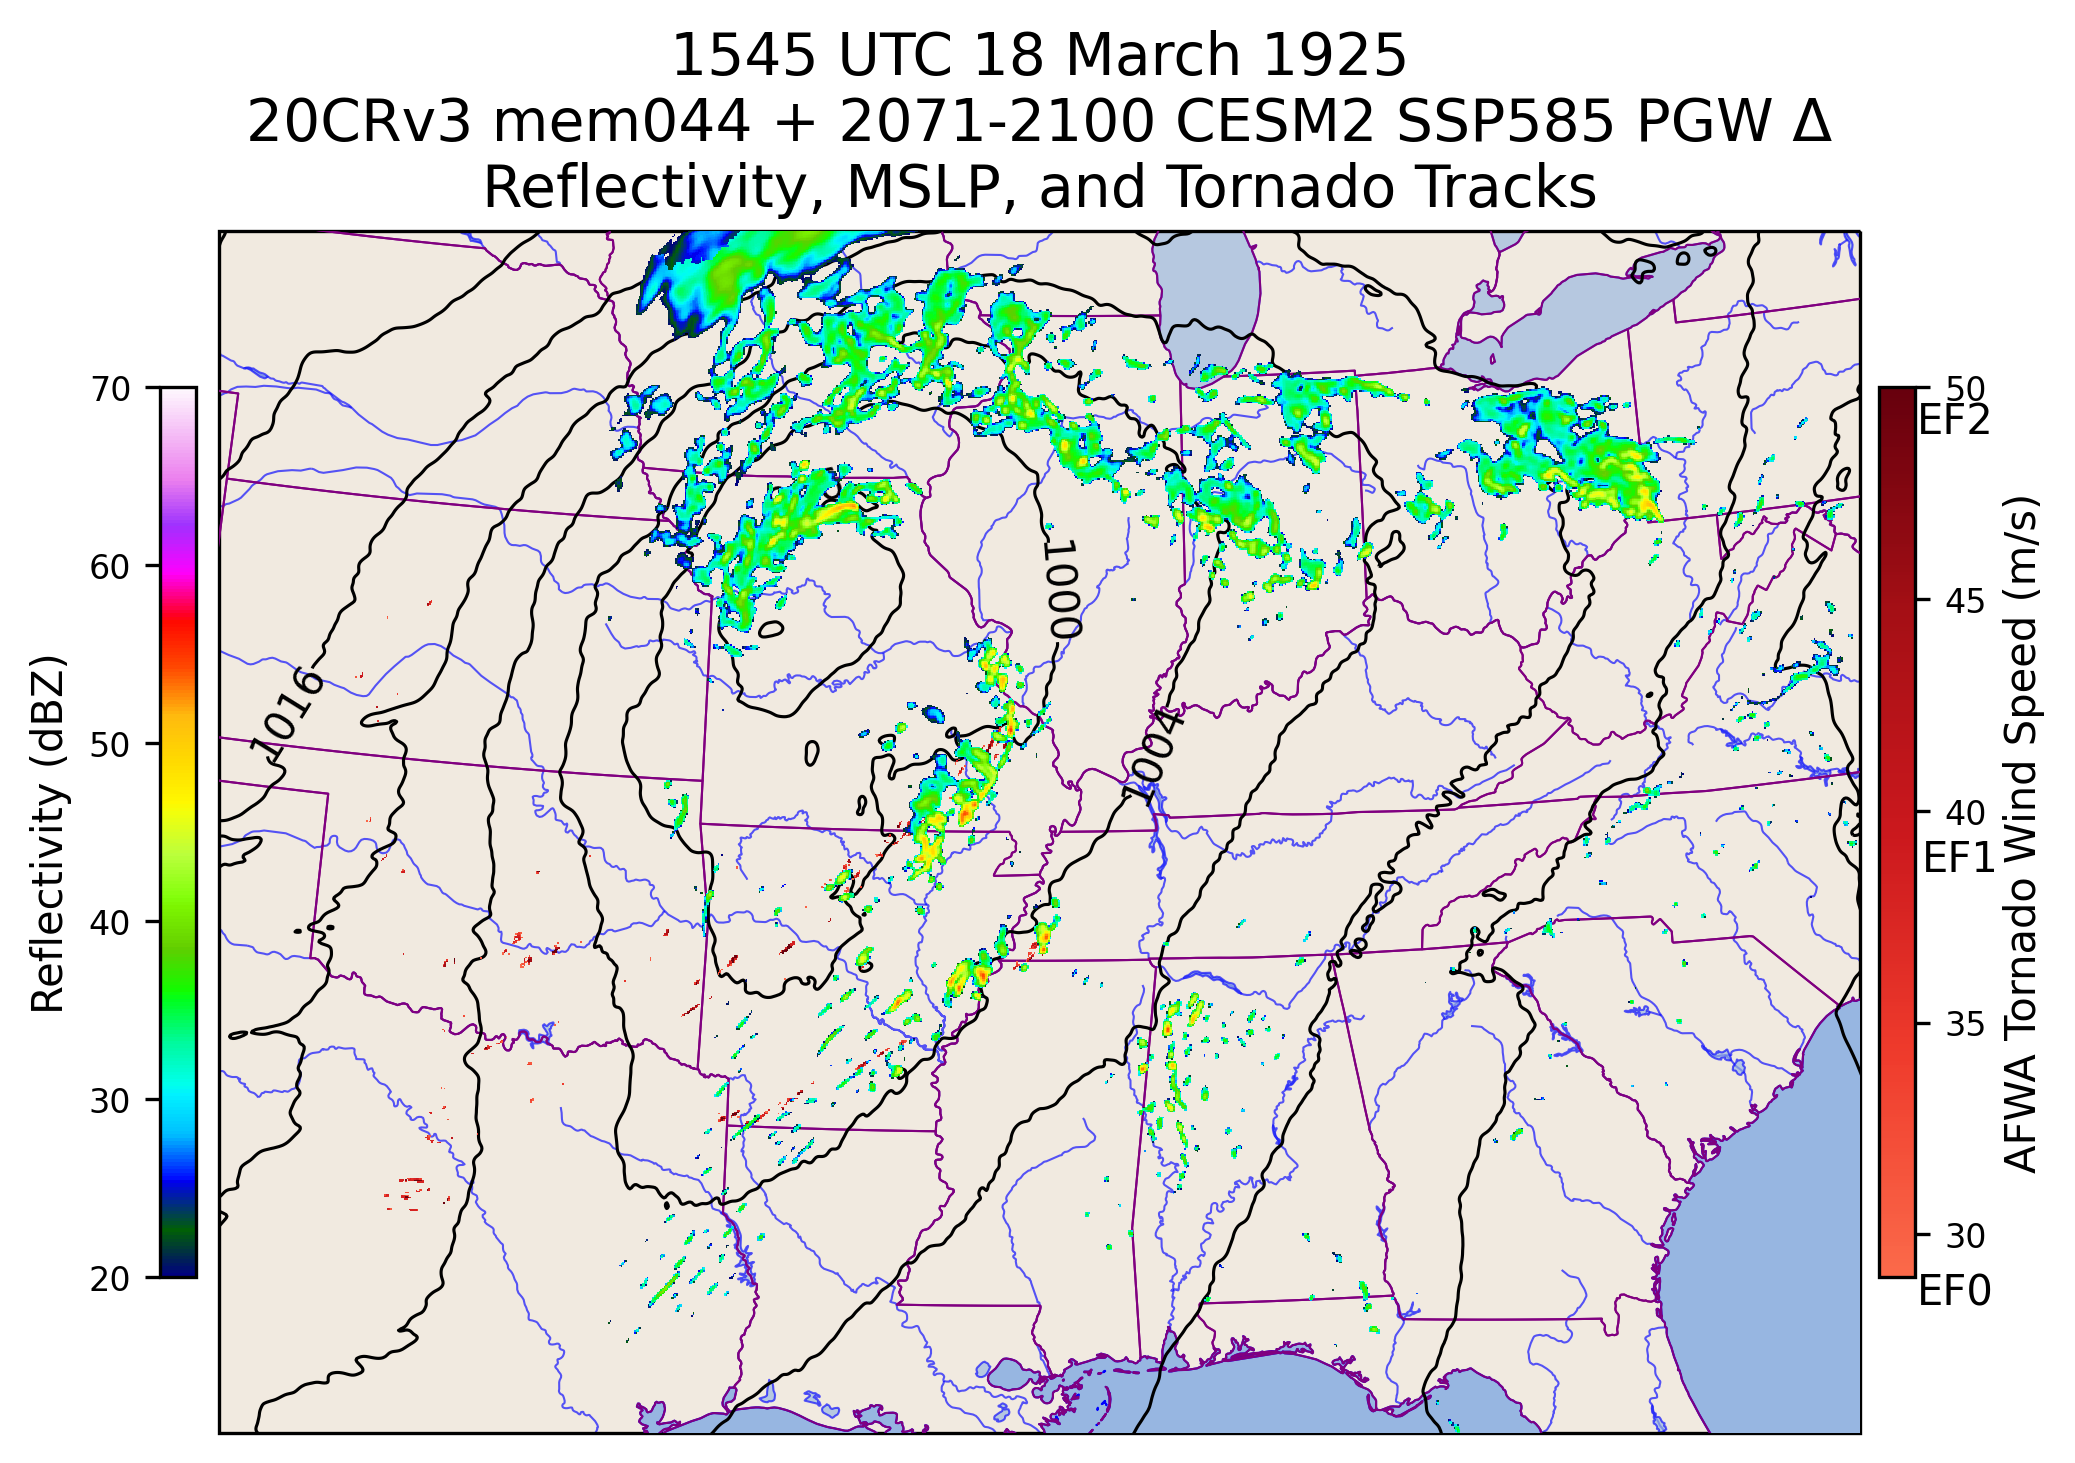 1545 UTC 18 March 1925
20CRv3 mem044 + 2071-2100 CESM2 SSP585 PGW Δ
Reflectivity, MSLP, and Tornado Tracks
Reflectivity (dBZ)
70
60
50
40
30
20
1016
1000
1004
50
EF2
45
40
EF1
35
30
EF0
AFWA Tornado Wind Speed (m/s)